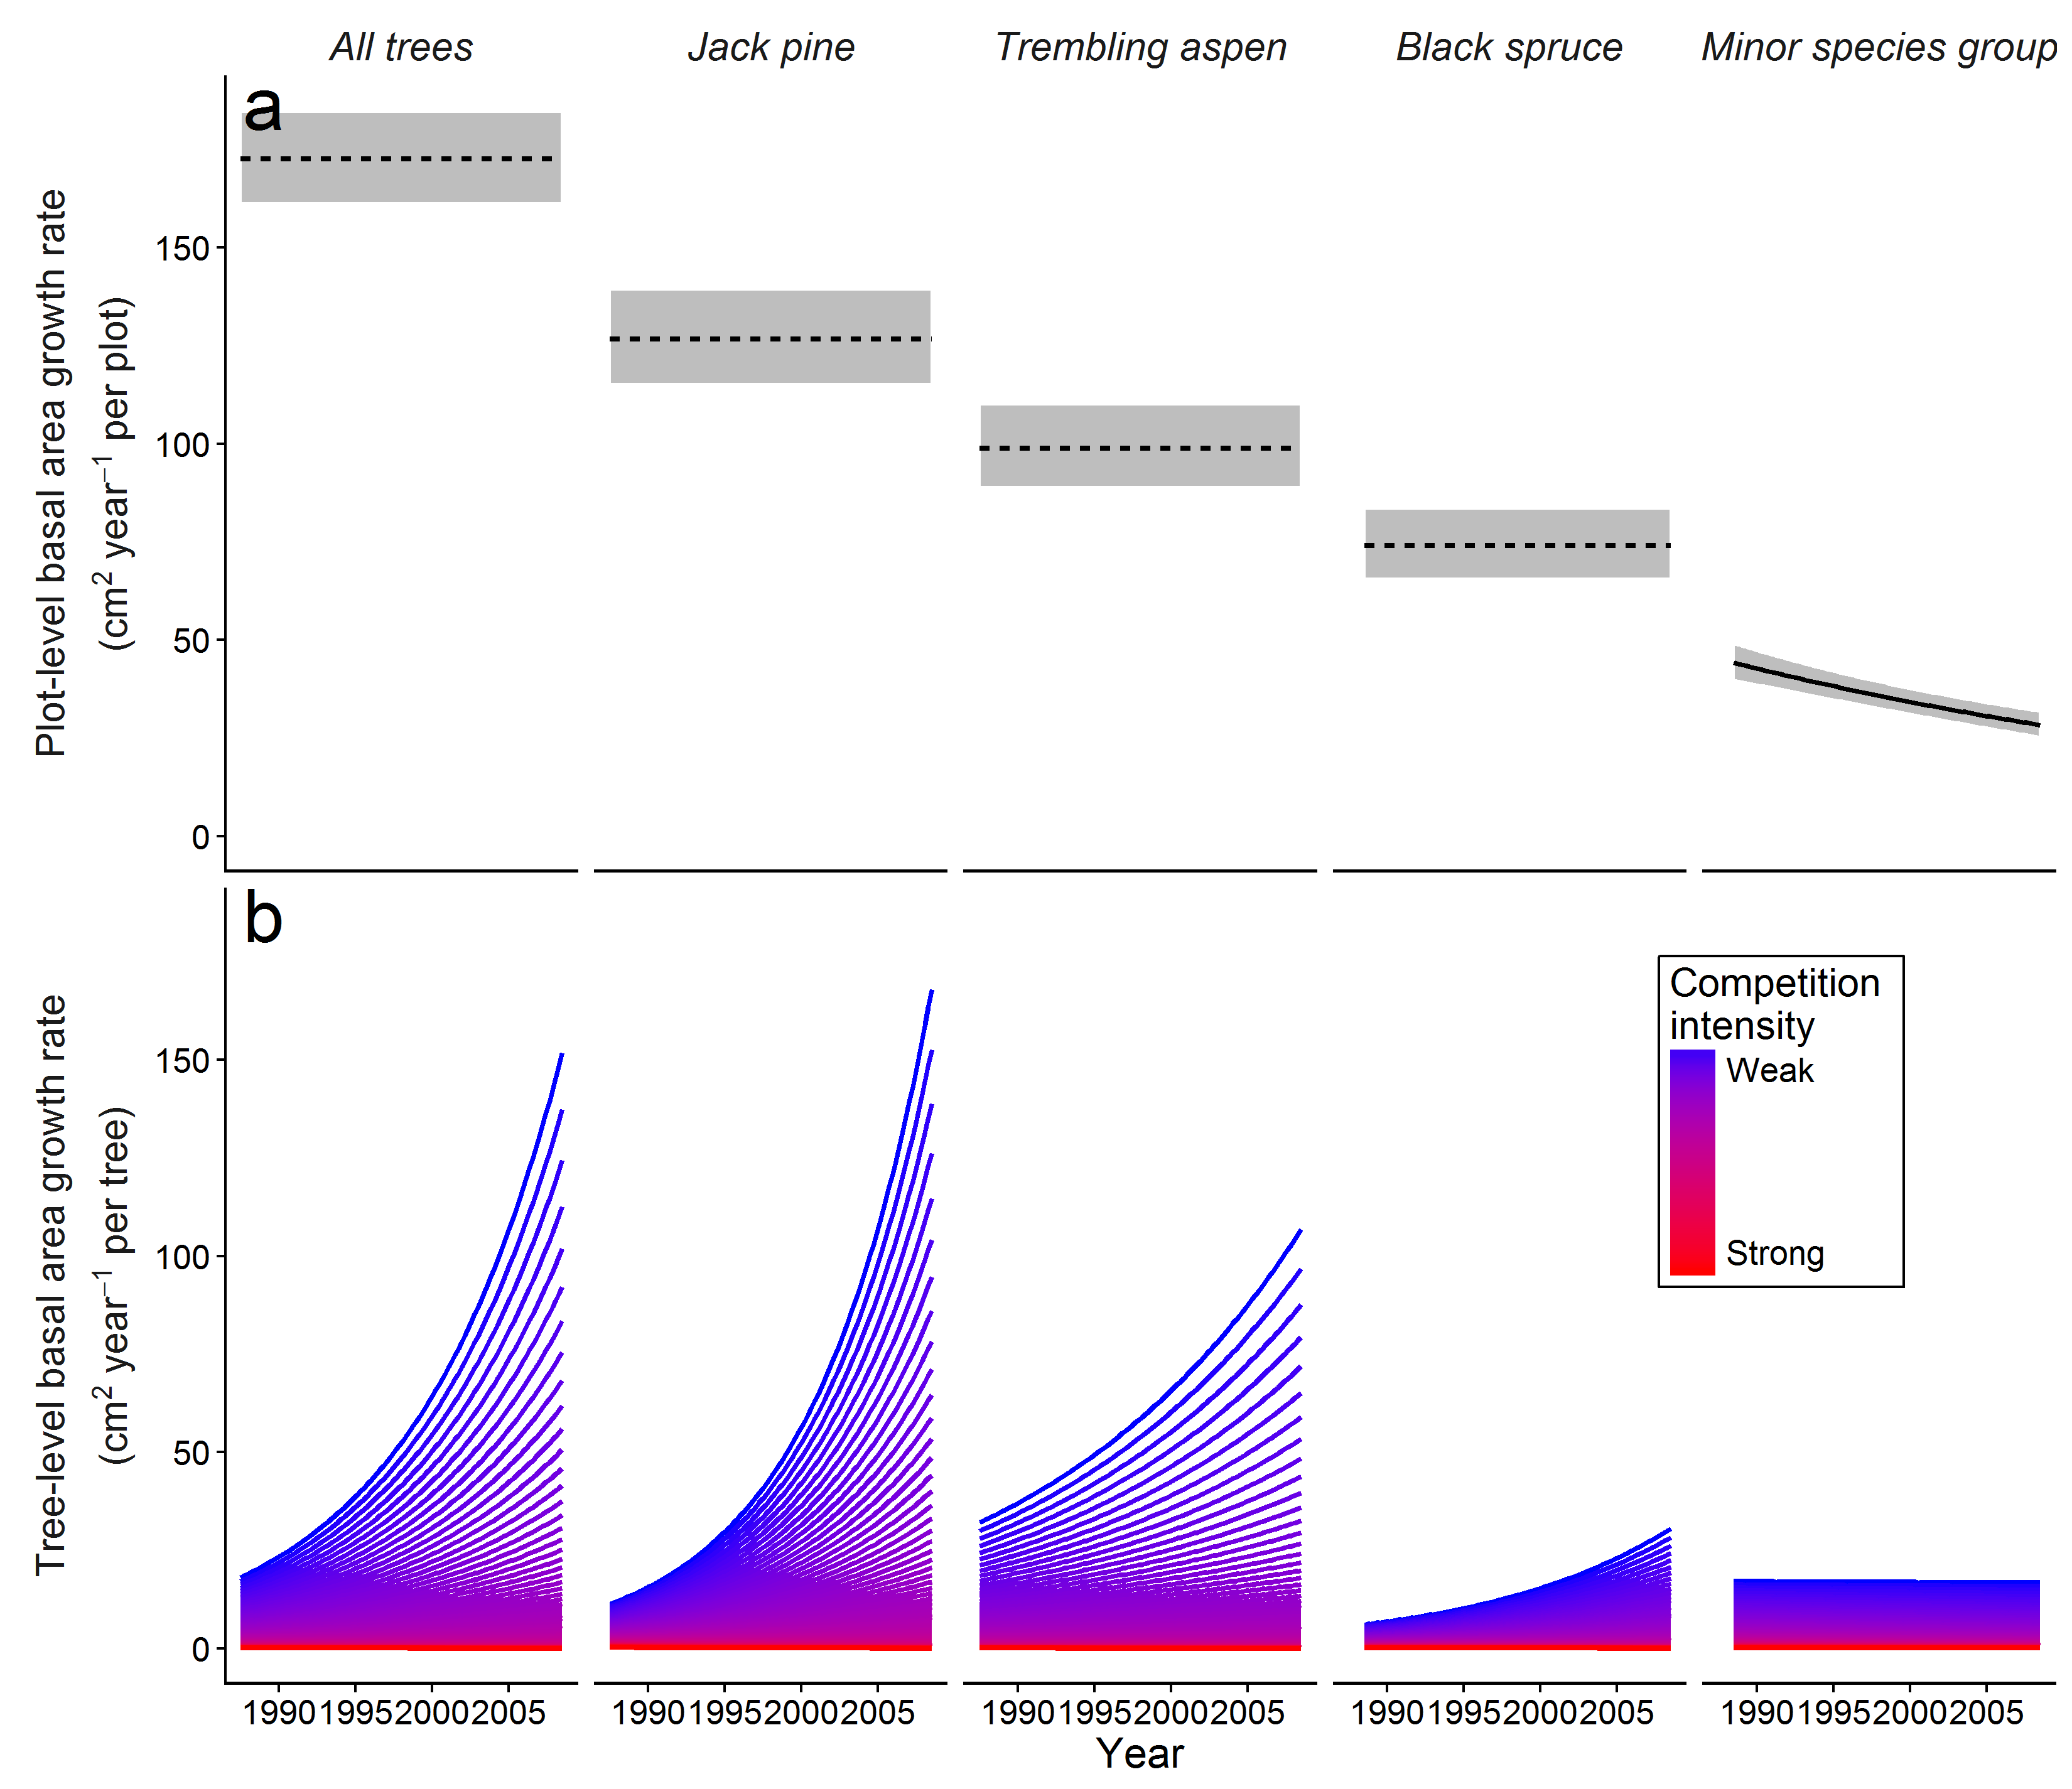 All trees Jack pine Trembling aspen Black spruce Minor species group
a
Plot-level basal area growth rate
(cm² year⁻¹ per plot)
150
100
50
0
b
Tree-level basal area growth rate
(cm² year⁻¹ per tree)
150
100
50
0
Competition
intensity
Weak
Strong
1990 1995 2000 2005 1990 1995 2000 2005 1990 1995 2000 2005 1990 1995 2000 2005 1990 1995 2000 2005
Year